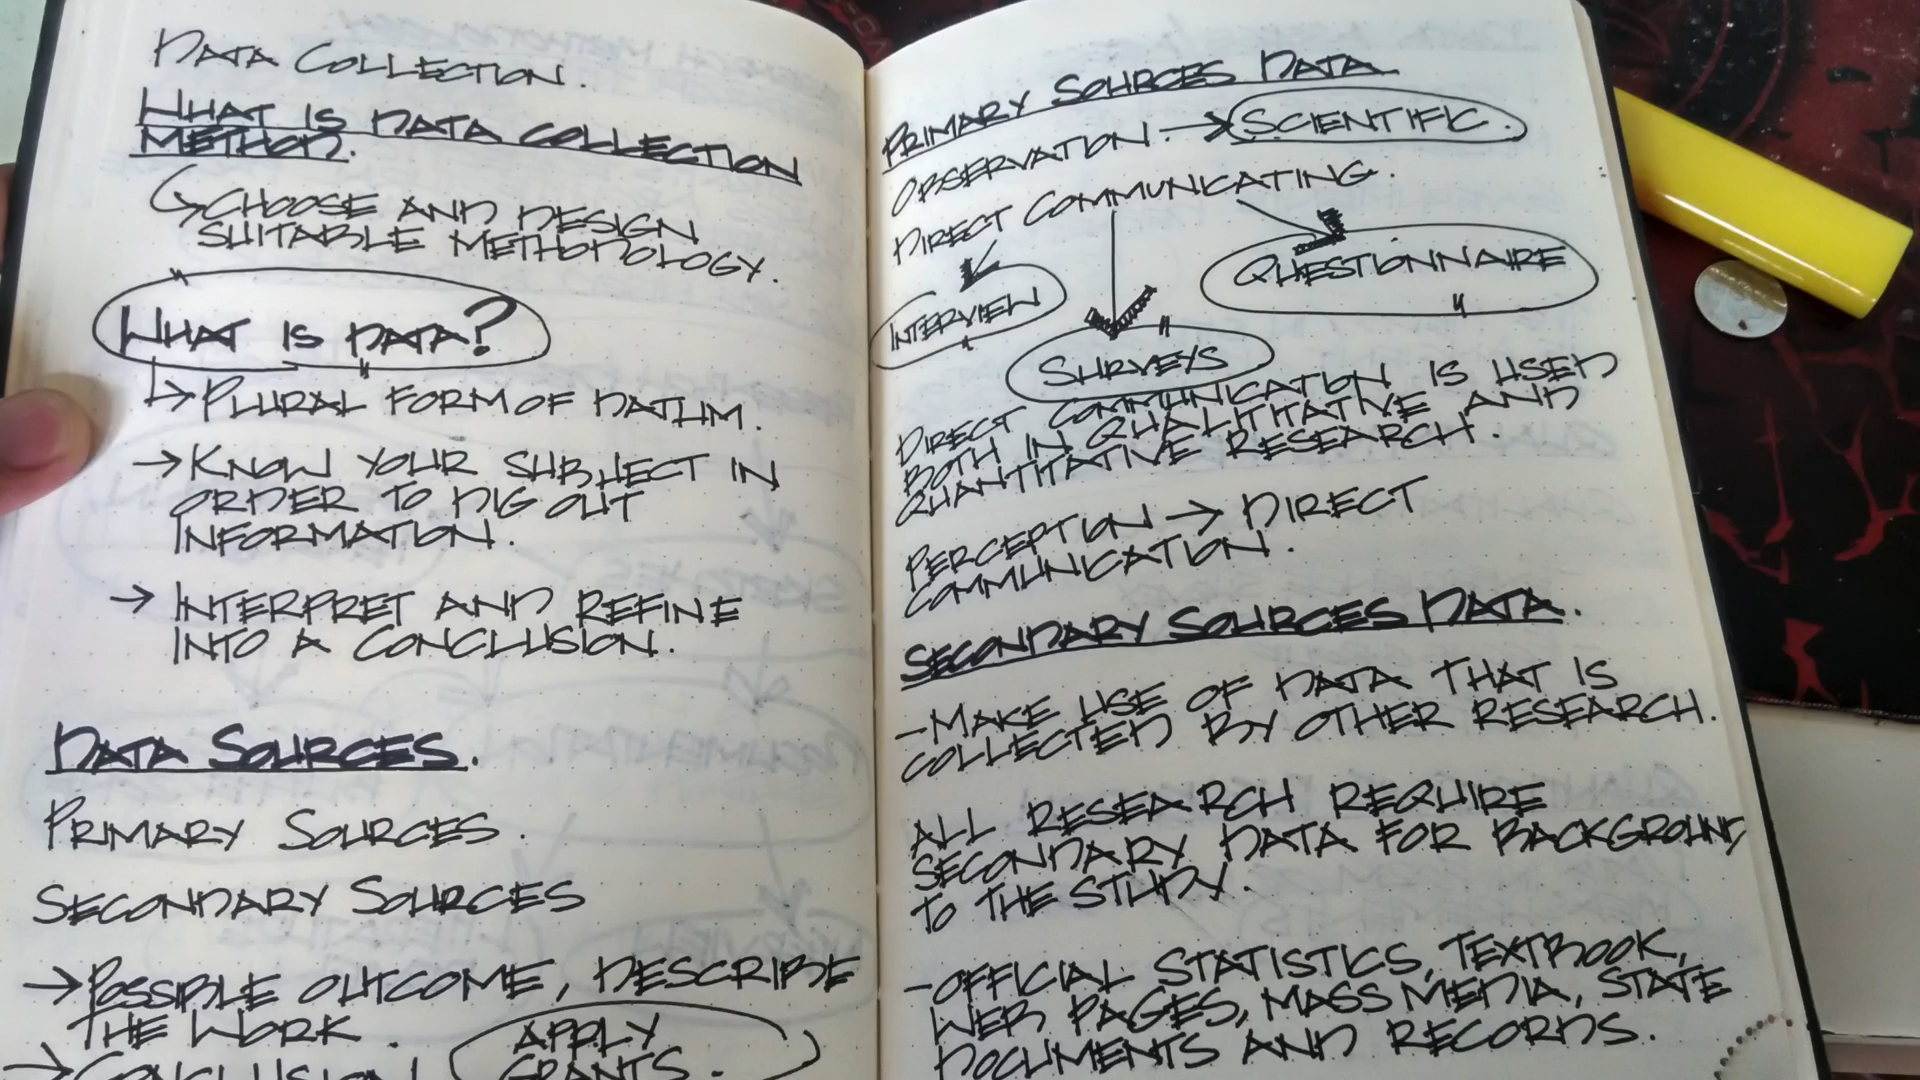 DATA COLLECTION.
WHAT IS DATA COLLECTION
METHOD.
CHOOSE AND DESIGN
SUITABLE METHODOLOGY.
WHAT IS DATA?
PLURAL FORM OF DATUM.
→ KNOW YOUR SUBJECT IN
ORDER TO DIG OUT
INFORMATION.
→ INTERPRET AND REFINE
INTO A CONCLUSION.
DATA SOURCES.
PRIMARY SOURCES.
SECONDARY SOURCES
→ POSSIBLE OUTCOME, DESCRIBE
THE WORK.
→ CONCLUSION
APPLY
GRANTS.
PRIMARY SOURCES DATA
OBSERVATION → SCIENTIFIC.
DIRECT COMMUNICATING.
INTERVIEW
SURVEYS
QUESTIONNAIRE
DIRECT COMMUNICATION IS USED
BOTH IN QUALITITATIVE AND
QUANTITATIVE RESEARCH.
PERCEPTION → DIRECT
COMMUNICATION.
SECONDARY SOURCES DATA.
- MAKE USE OF DATA THAT IS
COLLECTED BY OTHER RESEARCH.
ALL RESEARCH REQUIRE
SECONDARY DATA FOR BACKGROUND
TO THE STUDY.
- OFFICIAL STATISTICS, TEXTBOOK,
WEB PAGES, MASS MEDIA, STATE
DOCUMENTS AND RECORDS.